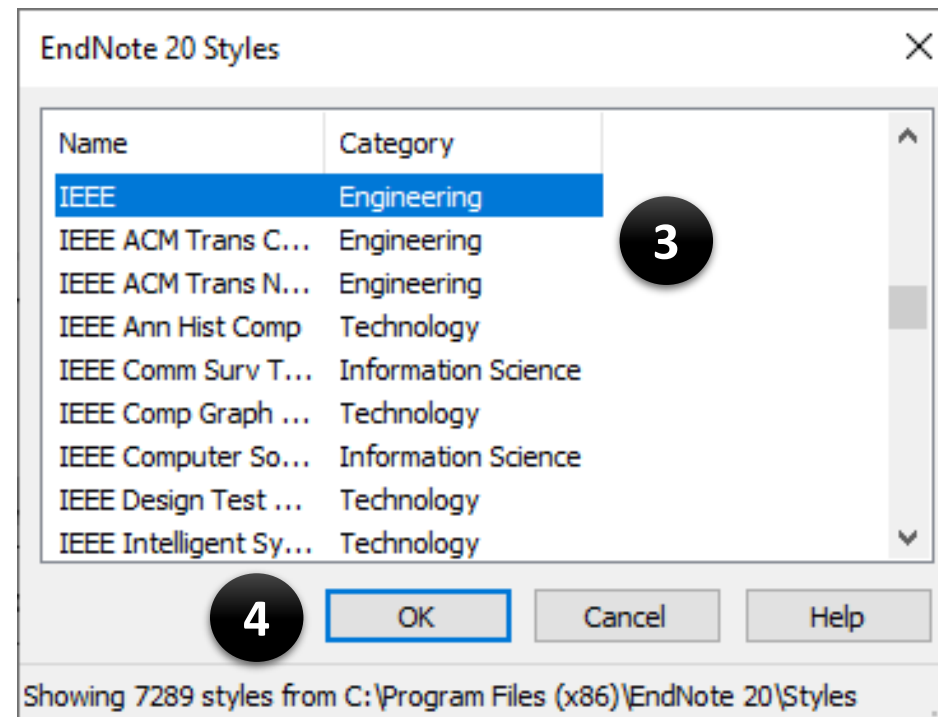 EndNote 20 Styles
Name Category
IEEE Engineering
IEEE ACM Trans C... Engineering
3
IEEE ACM Trans N... Engineering
IEEE Ann Hist Comp Technology
IEEE Comm Surv T... Information Science
IEEE Comp Graph ... Technology
IEEE Computer So... Information Science
IEEE Design Test ... Technology
IEEE Intelligent Sy... Technology
4 OK Cancel Help
Showing 7289 styles from C:\Program Files (x86)\EndNote 20\Styles